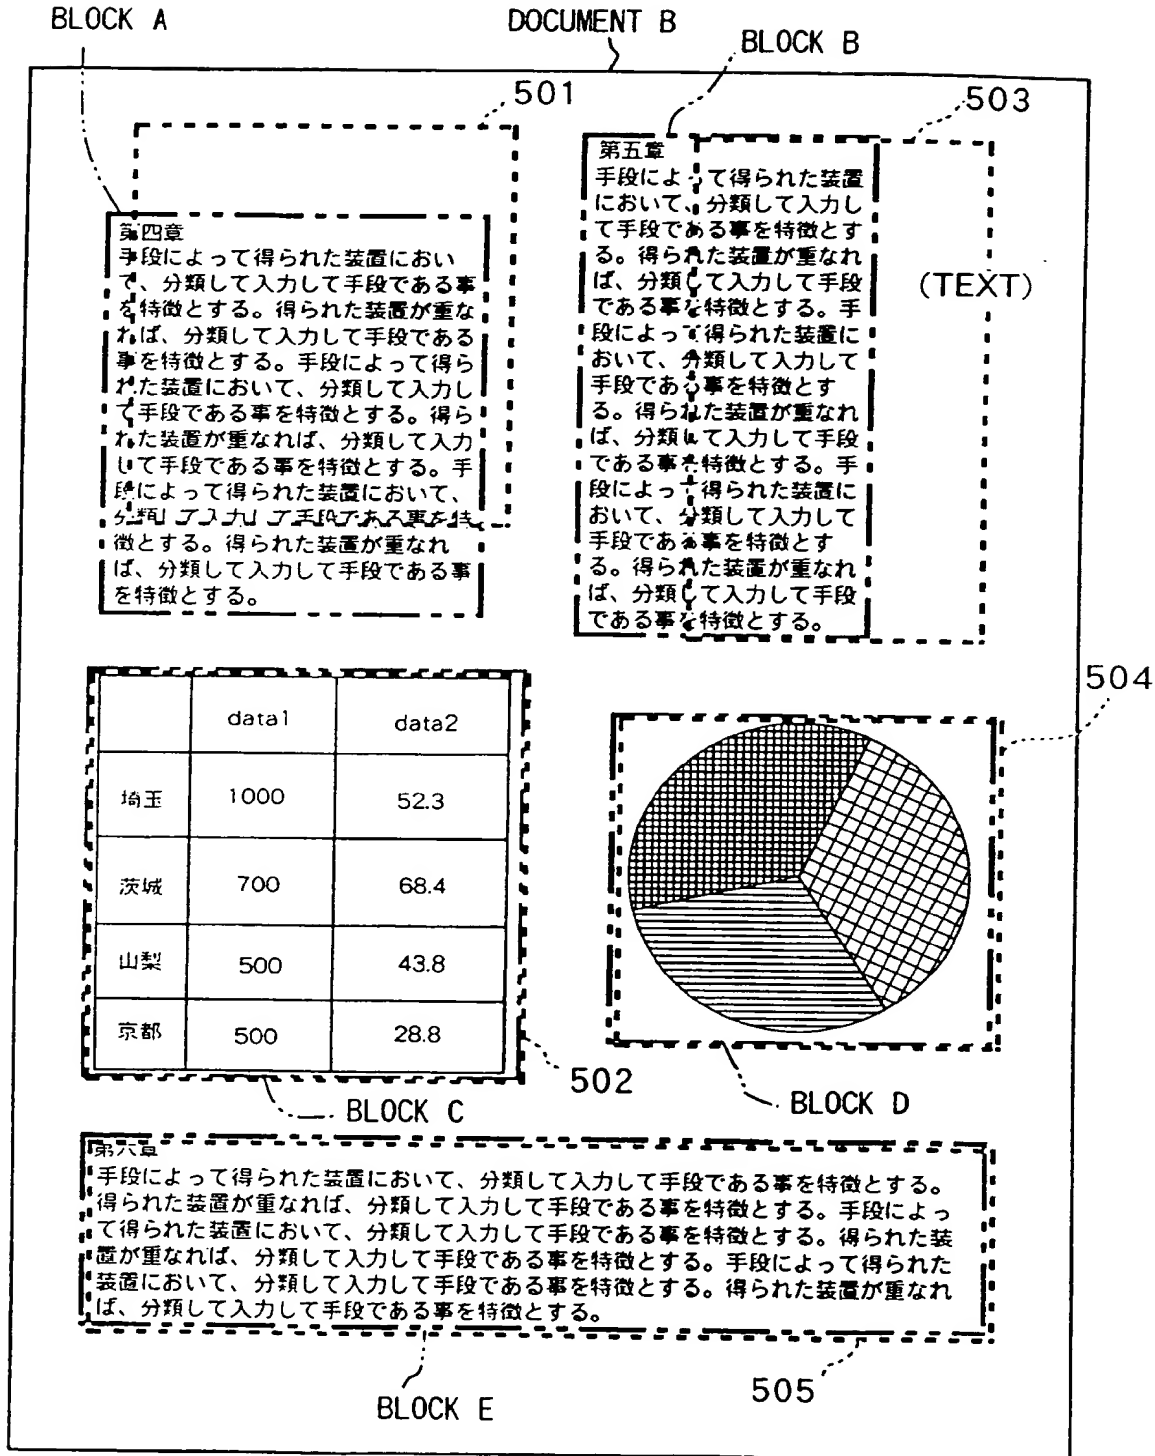 BLOCK A
DOCUMENT B
BLOCK B
501
503
第四章
手段によって得られた装置におい
て、分類して入力して手段である事
を特徴とする。得られた装置が重な
れば、分類して入力して手段である
事を特徴とする。手段によって得ら
れた装置において、分類して入力し
て手段である事を特徴とする。得ら
れた装置が重なれば、分類して入力
して手段である事を特徴とする。手
段によって得られた装置において、
分類して入力して手段である事を特
徴とする。得られた装置が重なれ
ば、分類して入力して手段である事
を特徴とする。
第五章
手段によって得られた装置
において、分類して入力し
て手段である事を特徴とす
る。得られた装置が重なれ
ば、分類して入力して手段
である事を特徴とする。手
段によって得られた装置に
おいて、分類して入力して
手段である事を特徴とす
る。得られた装置が重なれ
ば、分類して入力して手段
である事を特徴とする。手
段によって得られた装置に
おいて、分類して入力して
手段である事を特徴とす
る。得られた装置が重なれ
ば、分類して入力して手段
である事を特徴とする。
(TEXT)
504
data1 data2
埼玉 1000 52.3
茨城 700 68.4
山梨 500 43.8
京都 500 28.8
502
BLOCK C
BLOCK D
第六章
手段によって得られた装置において、分類して入力して手段である事を特徴とする。
得られた装置が重なれば、分類して入力して手段である事を特徴とする。手段によっ
て得られた装置において、分類して入力して手段である事を特徴とする。得られた装
置が重なれば、分類して入力して手段である事を特徴とする。手段によって得られた
装置において、分類して入力して手段である事を特徴とする。得られた装置が重なれ
ば、分類して入力して手段である事を特徴とする。
505
BLOCK E